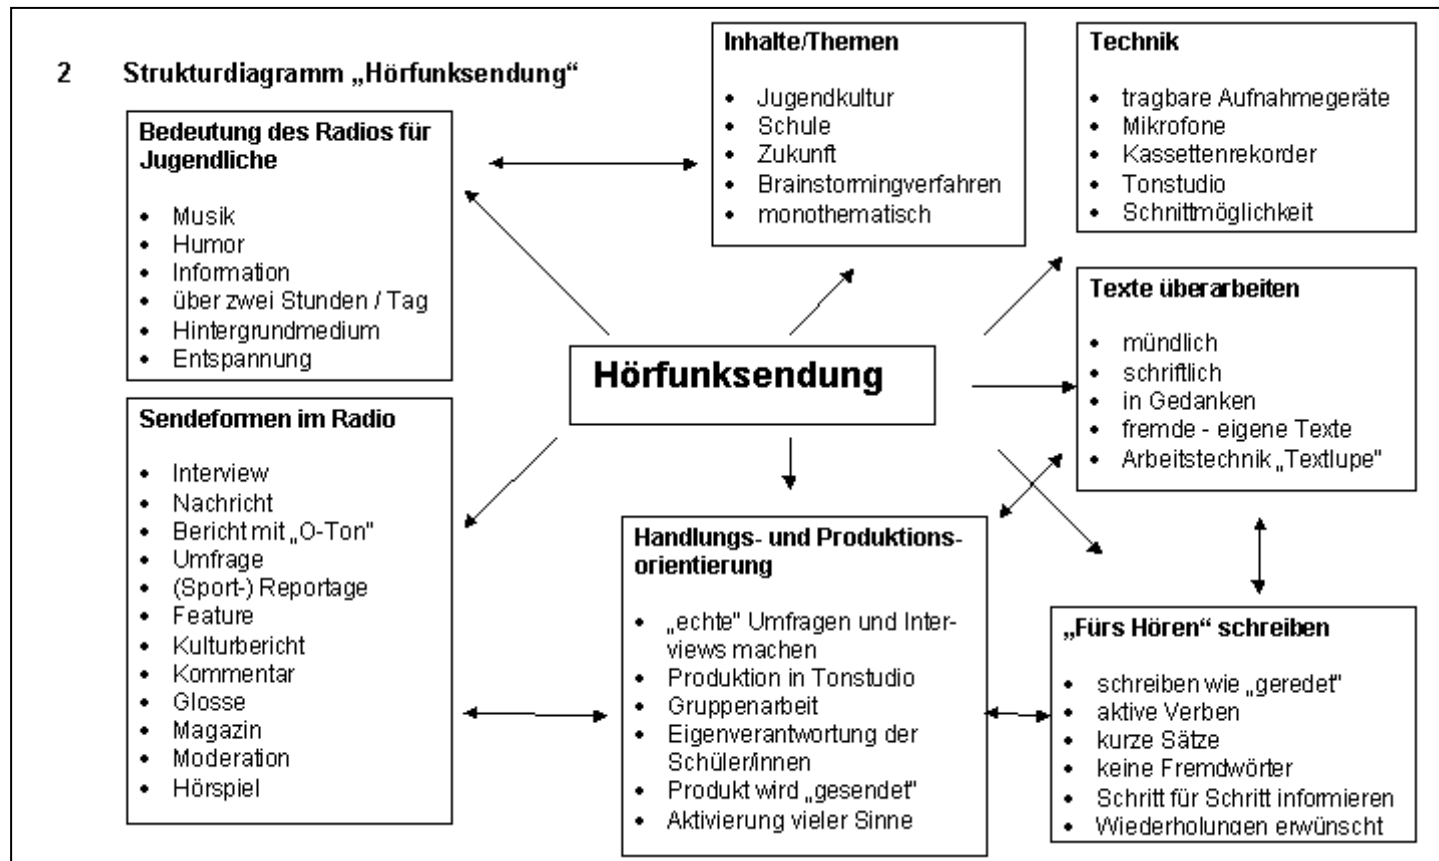 2 Strukturdiagramm „Hörfunksendung“
Bedeutung des Radios für
Jugendliche
• Musik
• Humor
• Information
• über zwei Stunden / Tag
• Hintergrundmedium
• Entspannung
Inhalte/Themen
• Jugendkultur
• Schule
• Zukunft
• Brainstormingverfahren
• monothematisch
Technik
• tragbare Aufnahmegeräte
• Mikrofone
• Kassettenrekorder
• Tonstudio
• Schnittmöglichkeit
Hörfunksendung
Texte überarbeiten
• mündlich
• schriftlich
• in Gedanken
• fremde - eigene Texte
• Arbeitstechnik „Textlupe“
Sendeformen im Radio
• Interview
• Nachricht
• Bericht mit „O-Ton“
• Umfrage
• (Sport-) Reportage
• Feature
• Kulturbericht
• Kommentar
• Glosse
• Magazin
• Moderation
• Hörspiel
Handlungs- und Produktions-
orientierung
• „echte“ Umfragen und Inter-
views machen
• Produktion in Tonstudio
• Gruppenarbeit
• Eigenverantwortung der
Schüler/innen
• Produkt wird „gesendet“
• Aktivierung vieler Sinne
„Fürs Hören“ schreiben
• schreiben wie „geredet“
• aktive Verben
• kurze Sätze
• keine Fremdwörter
• Schritt für Schritt informieren
• Wiederholungen erwünscht